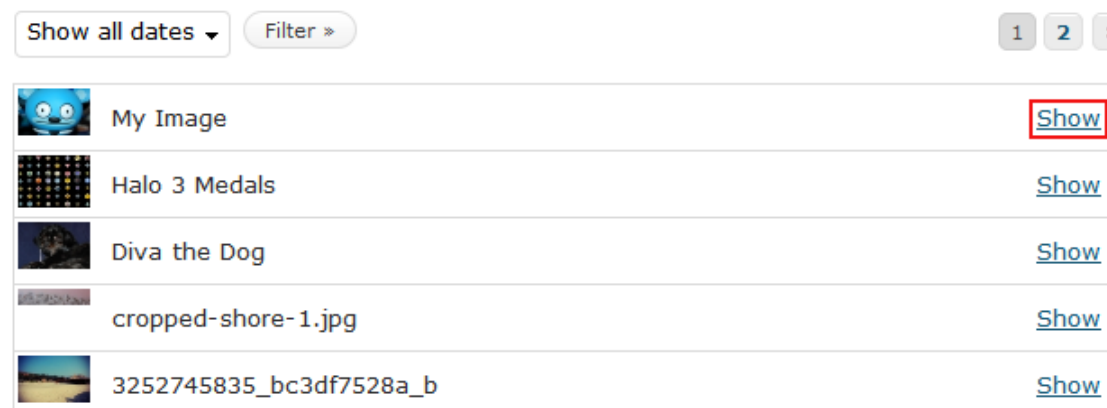 Show all dates Filter » 1 2
My Image Show
Halo 3 Medals Show
Diva the Dog Show
cropped-shore-1.jpg Show
3252745835_bc3df7528a_b Show